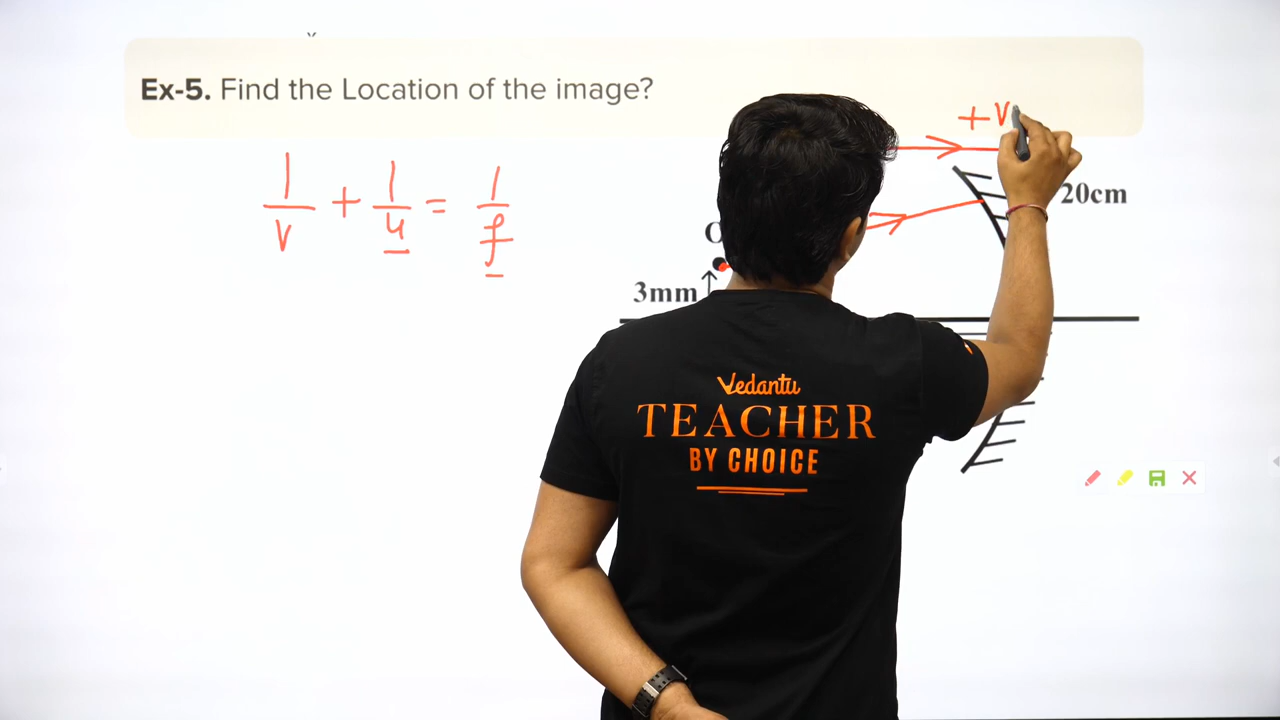 Ex-5. Find the Location of the image?
+V
1/v + 1/u = 1/f
20cm
O
3mm
Vedantu
TEACHER
BY CHOICE